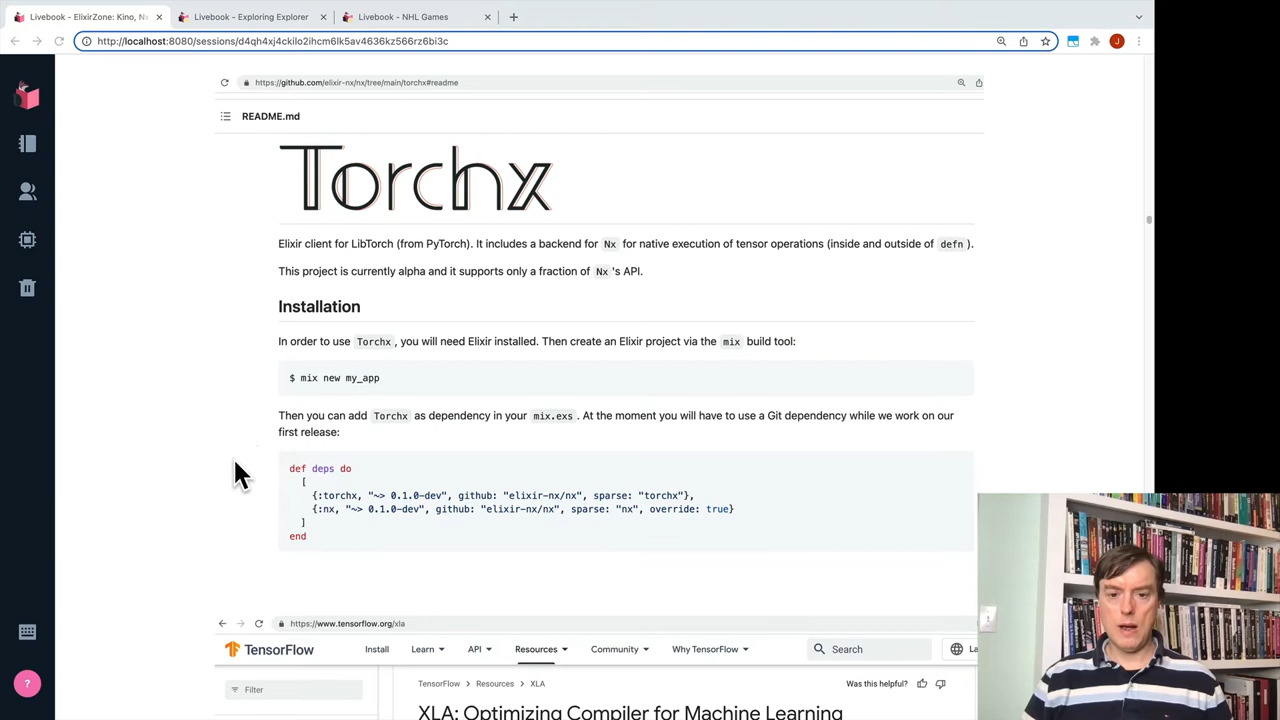 Livebook - ElixirZone: Kino, Nx
Livebook - Exploring Explorer
Livebook - NHL Games
http://localhost:8080/sessions/d4qh4xj4ckilo2ihcm6lk5av4636kz566rz6bi3c
J
https://github.com/elixir-nx/nx/tree/main/torchx#readme
README.md
Torchx
Elixir client for LibTorch (from PyTorch). It includes a backend for Nx for native execution of tensor operations (inside and outside of defn ).
This project is currently alpha and it supports only a fraction of Nx 's API.
Installation
In order to use Torchx , you will need Elixir installed. Then create an Elixir project via the mix build tool:
$ mix new my_app
Then you can add Torchx as dependency in your mix.exs . At the moment you will have to use a Git dependency while we work on our
first release:
def deps do
[
{:torchx, "~> 0.1.0-dev", github: "elixir-nx/nx", sparse: "torchx"},
{:nx, "~> 0.1.0-dev", github: "elixir-nx/nx", sparse: "nx", override: true}
]
end
https://www.tensorflow.org/xla
TensorFlow Install Learn API Resources Community Why TensorFlow Search
Filter
TensorFlow > Resources > XLA Was this helpful?
XLA: Optimizing Compiler for Machine Learning
?